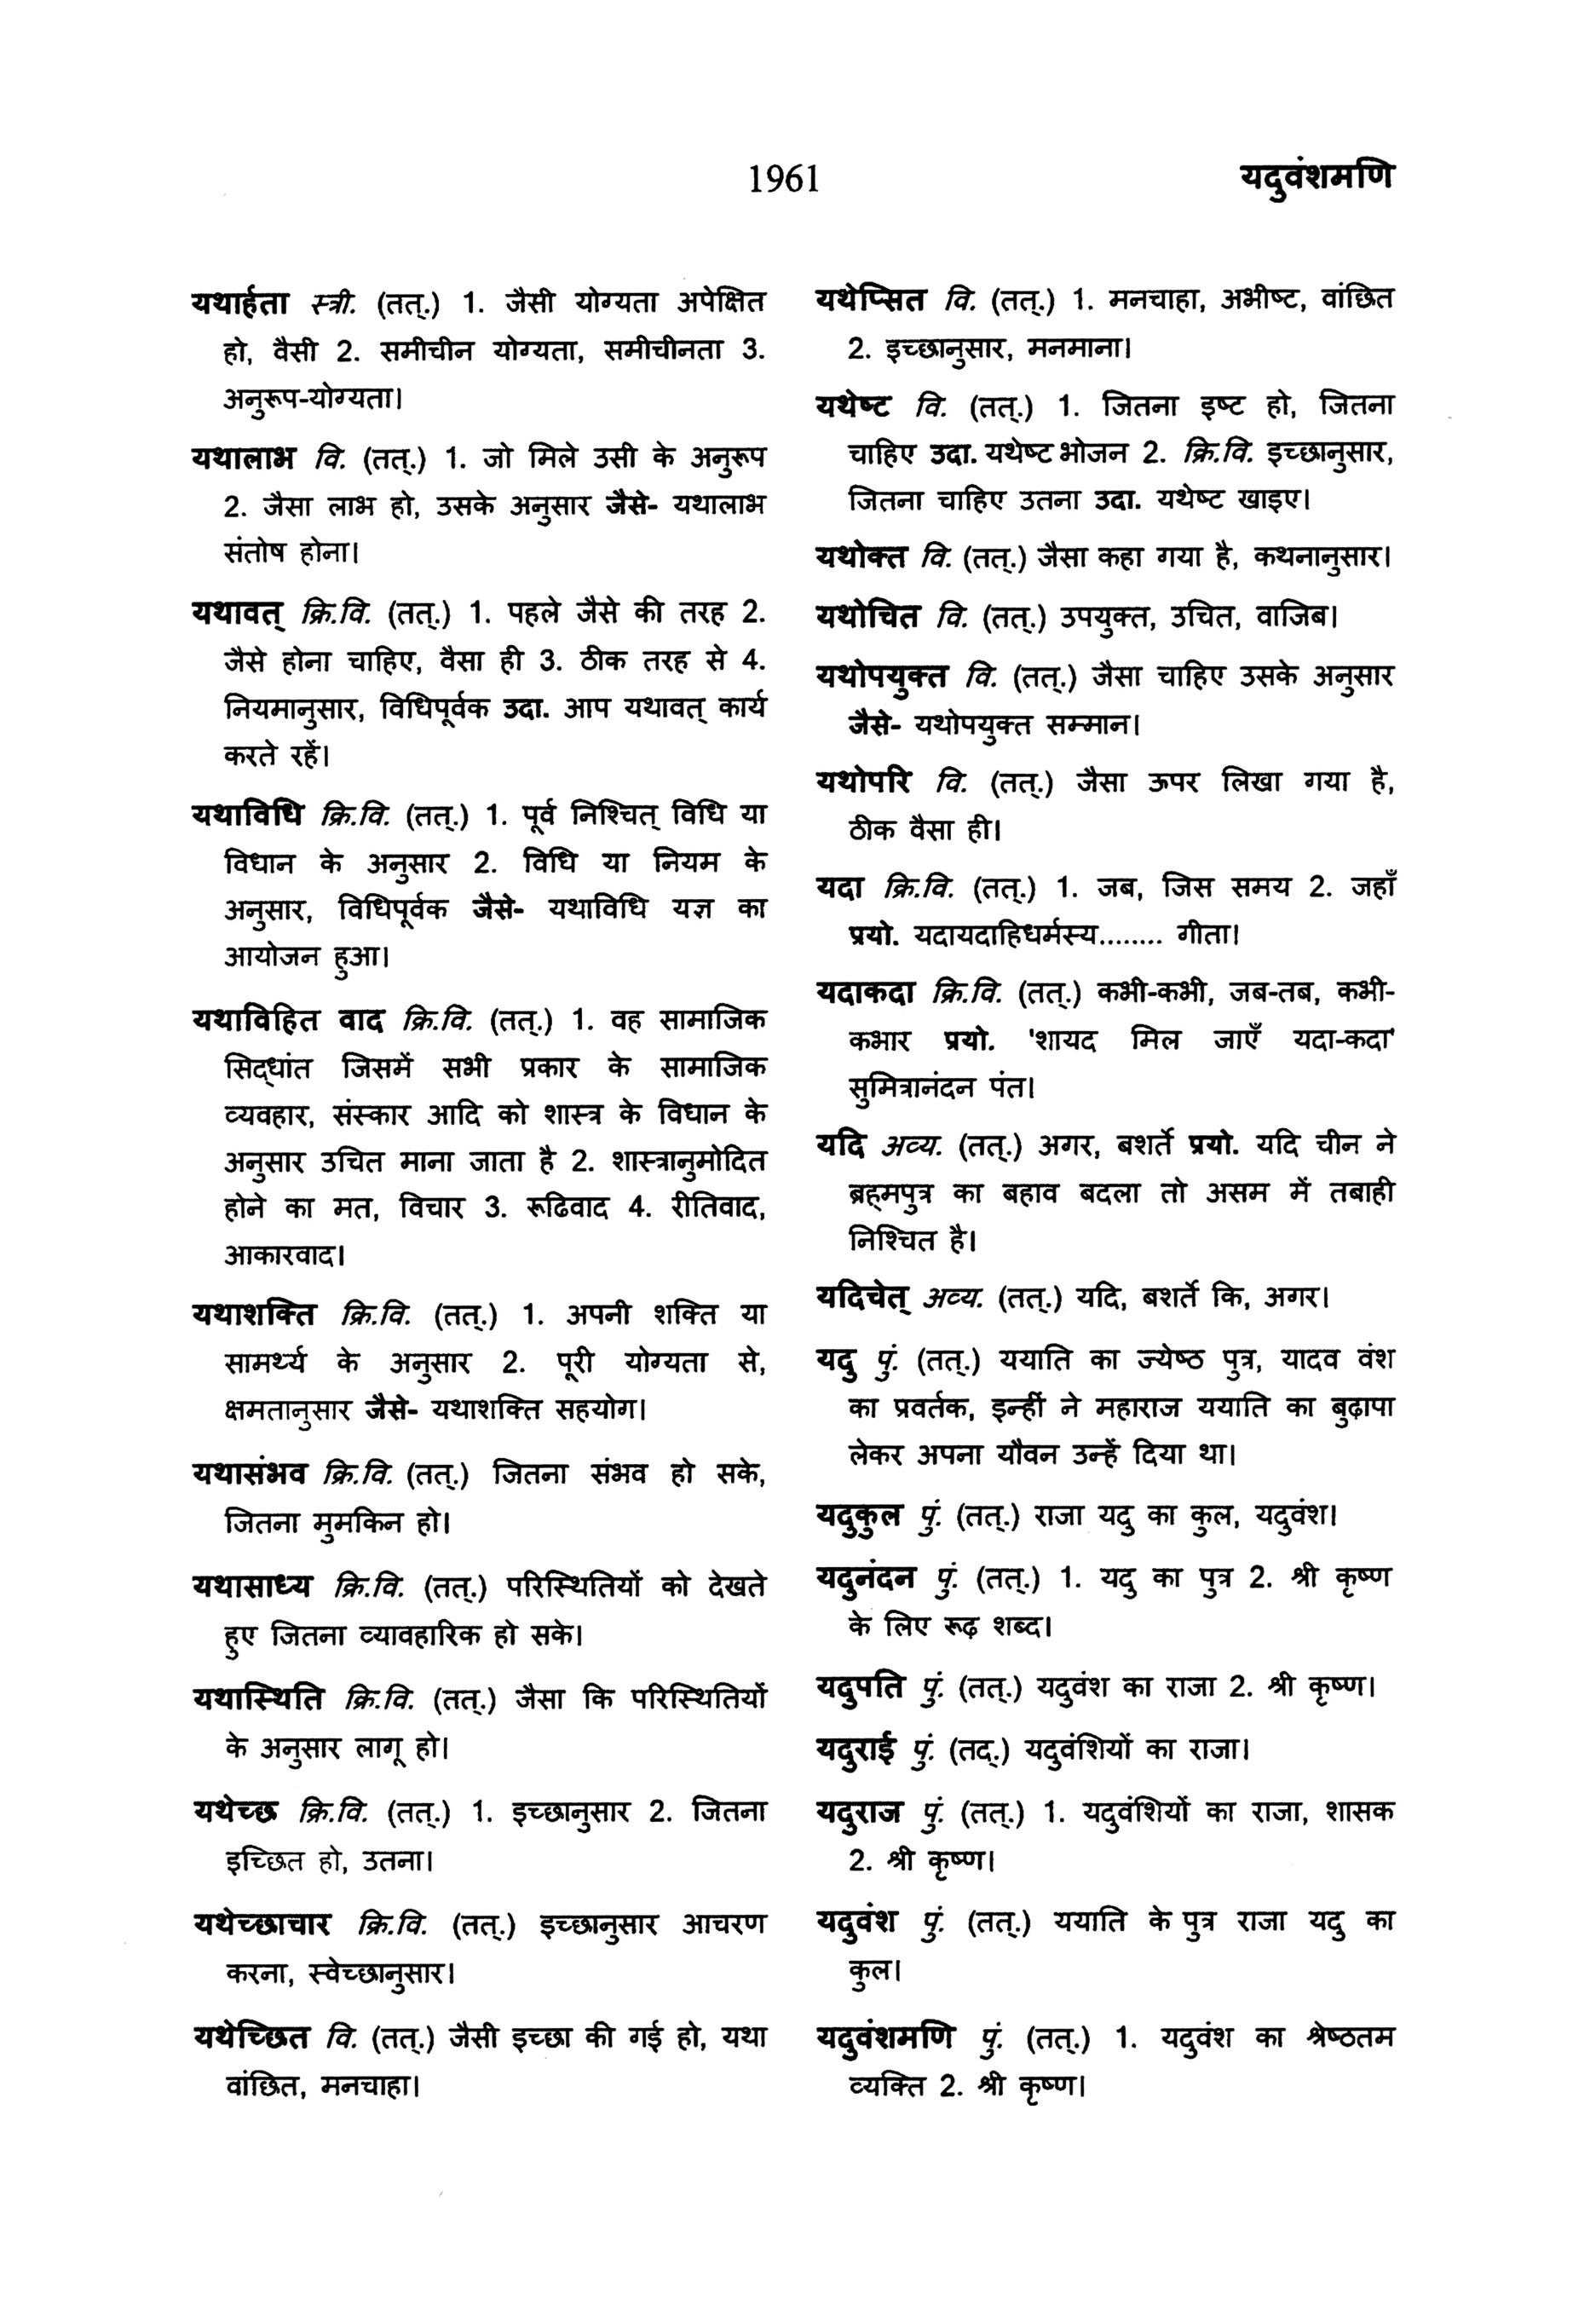 1961
यदुवंशमणि
यथार्हता स्त्री. (तत्.) 1. जैसी योग्यता अपेक्षित
हो, वैसी 2. समीचीन योग्यता, समीचीनता 3.
अनुरूप-योग्यता।
यथालाभ वि. (तत्.) 1. जो मिले उसी के अनुरूप
2. जैसा लाभ हो, उसके अनुसार जैसे- यथालाभ
संतोष होना।
यथावत् क्रि.वि. (तत्.) 1. पहले जैसे की तरह 2.
जैसे होना चाहिए, वैसा ही 3. ठीक तरह से 4.
नियमानुसार, विधिपूर्वक उदा. आप यथावत् कार्य
करते रहें।
यथाविधि क्रि.वि. (तत्.) 1. पूर्व निश्चित् विधि या
विधान के अनुसार 2. विधि या नियम के
अनुसार, विधिपूर्वक जैसे- यथाविधि यज्ञ का
आयोजन हुआ।
यथाविहित वाद क्रि.वि. (तत्.) 1. वह सामाजिक
सिद्धांत जिसमें सभी प्रकार के सामाजिक
व्यवहार, संस्कार आदि को शास्त्र के विधान के
अनुसार उचित माना जाता है 2. शास्त्रानुमोदित
होने का मत, विचार 3. रूढिवाद 4. रीतिवाद,
आकारवाद।
यथाशक्ति क्रि.वि. (तत्.) 1. अपनी शक्ति या
सामर्थ्य के अनुसार 2. पूरी योग्यता से,
क्षमतानुसार जैसे- यथाशक्ति सहयोग।
यथासंभव क्रि.वि. (तत्.) जितना संभव हो सके,
जितना मुमकिन हो।
यथासाध्य क्रि.वि. (तत्.) परिस्थितियों को देखते
हुए जितना व्यावहारिक हो सके।
यथास्थिति क्रि.वि. (तत्.) जैसा कि परिस्थितियों
के अनुसार लागू हो।
यथेच्छ क्रि.वि. (तत्.) 1. इच्छानुसार 2. जितना
इच्छित हो, उतना।
यथेच्छाचार क्रि.वि. (तत्.) इच्छानुसार आचरण
करना, स्वेच्छानुसार।
यथेच्छित वि. (तत्.) जैसी इच्छा की गई हो, यथा
वांछित, मनचाहा।
यथेप्सित वि. (तत्.) 1. मनचाहा, अभीष्ट, वांछित
2. इच्छानुसार, मनमाना।
यथेष्ट वि. (तत्.) 1. जितना इष्ट हो, जितना
चाहिए उदा. यथेष्ट भोजन 2. क्रि.वि. इच्छानुसार,
जितना चाहिए उतना उदा. यथेष्ट खाइए।
यथोक्त वि. (तत्.) जैसा कहा गया है, कथनानुसार।
यथोचित वि. (तत्.) उपयुक्त, उचित, वाजिब।
यथोपयुक्त वि. (तत्.) जैसा चाहिए उसके अनुसार
जैसे- यथोपयुक्त सम्मान।
यथोपरि वि. (तत्.) जैसा ऊपर लिखा गया है,
ठीक वैसा ही।
यदा क्रि.वि. (तत्.) 1. जब, जिस समय 2. जहाँ
प्रयो. यदायदाहिधर्मस्य........ गीता।
यदाकदा क्रि.वि. (तत्.) कभी-कभी, जब-तब, कभी-
कभार प्रयो. 'शायद मिल जाएँ यदा-कदा'
सुमित्रानंदन पंत।
यदि अव्य. (तत्.) अगर, बशर्ते प्रयो. यदि चीन ने
ब्रह्मपुत्र का बहाव बदला तो असम में तबाही
निश्चित है।
यदिचेत् अव्य. (तत्.) यदि, बशर्ते कि, अगर।
यदु पुं. (तत्.) ययाति का ज्येष्ठ पुत्र, यादव वंश
का प्रवर्तक, इन्हीं ने महाराज ययाति का बुढ़ापा
लेकर अपना यौवन उन्हें दिया था।
यदुकुल पुं. (तत्.) राजा यदु का कुल, यदुवंश।
यदुनंदन पुं. (तत्.) 1. यदु का पुत्र 2. श्री कृष्ण
के लिए रूढ़ शब्द।
यदुपति पुं. (तत्.) यदुवंश का राजा 2. श्री कृष्ण।
यदुराई पुं. (तद्.) यदुवंशियों का राजा।
यदुराज पुं. (तत्.) 1. यदुवंशियों का राजा, शासक
2. श्री कृष्ण।
यदुवंश पुं. (तत्.) ययाति के पुत्र राजा यदु का
कुल।
यदुवंशमणि पुं. (तत्.) 1. यदुवंश का श्रेष्ठतम
व्यक्ति 2. श्री कृष्ण।